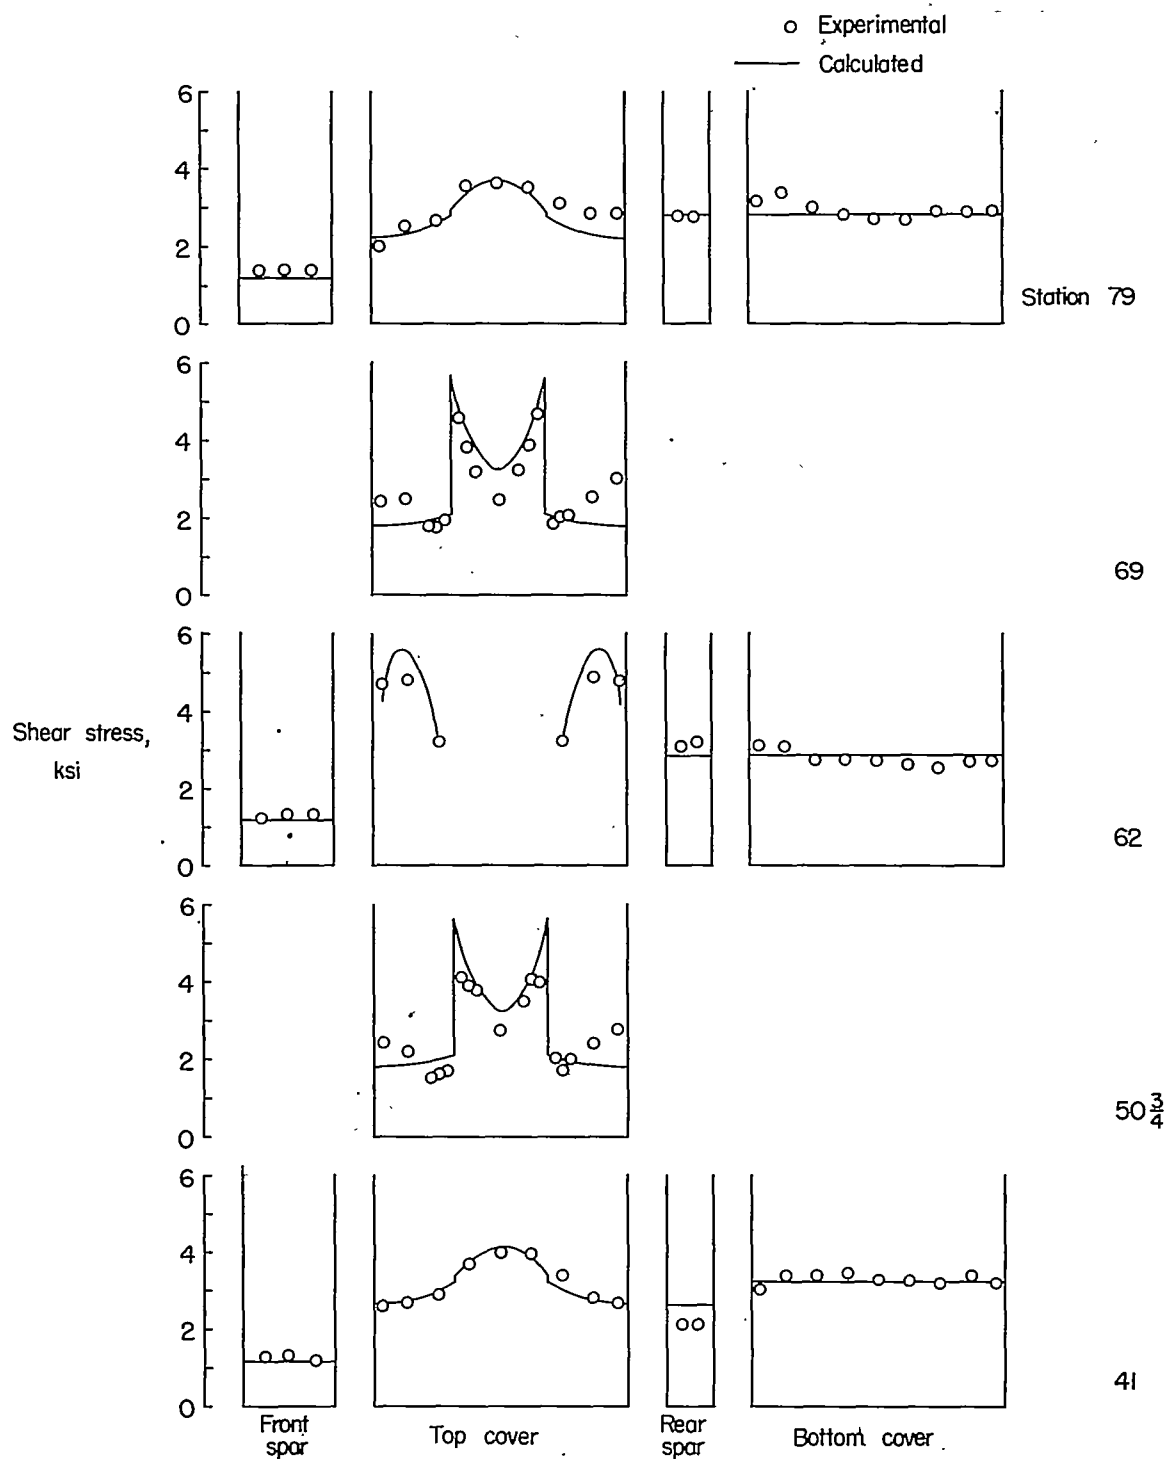 Experimental
Calculated
6
4
2
0
Station 79
6
4
2
0
69
6
4
2
0
Shear stress,
ksi
62
6
4
2
0
50 3/4
6
4
2
0
41
Front
spar
Top cover
Rear
spar
Bottom cover